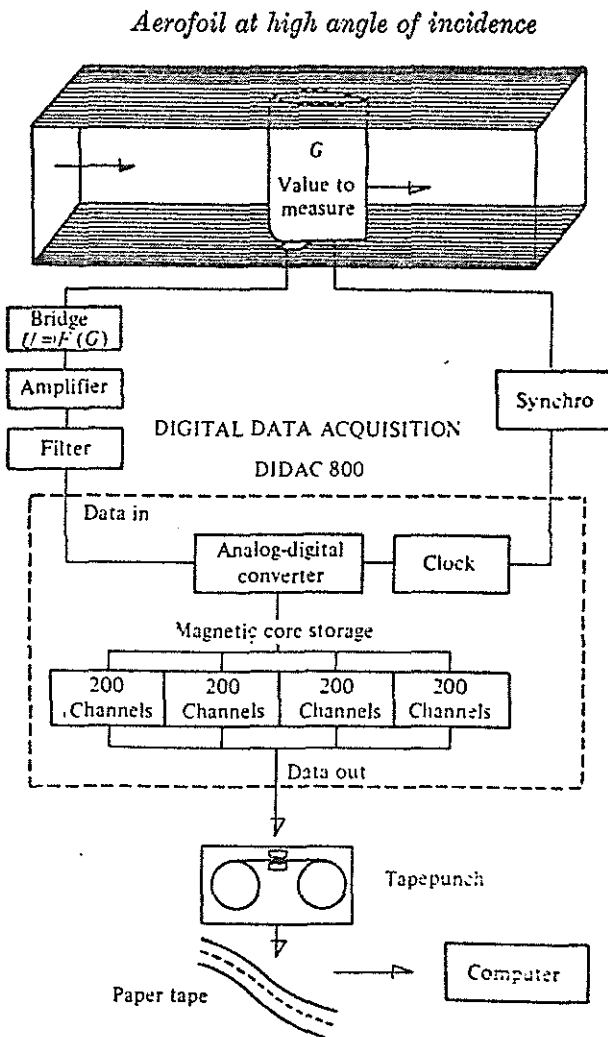 Aerofoil at high angle of incidence
G
Value to
measure
Bridge
U=F(G)
Amplifier
Filter
Synchro
DIGITAL DATA ACQUISITION
DIDAC 800
Data in
Analog-digital
converter
Clock
Magnetic core storage
200
Channels
200
Channels
200
Channels
200
Channels
Data out
Tapepunch
Paper tape
Computer